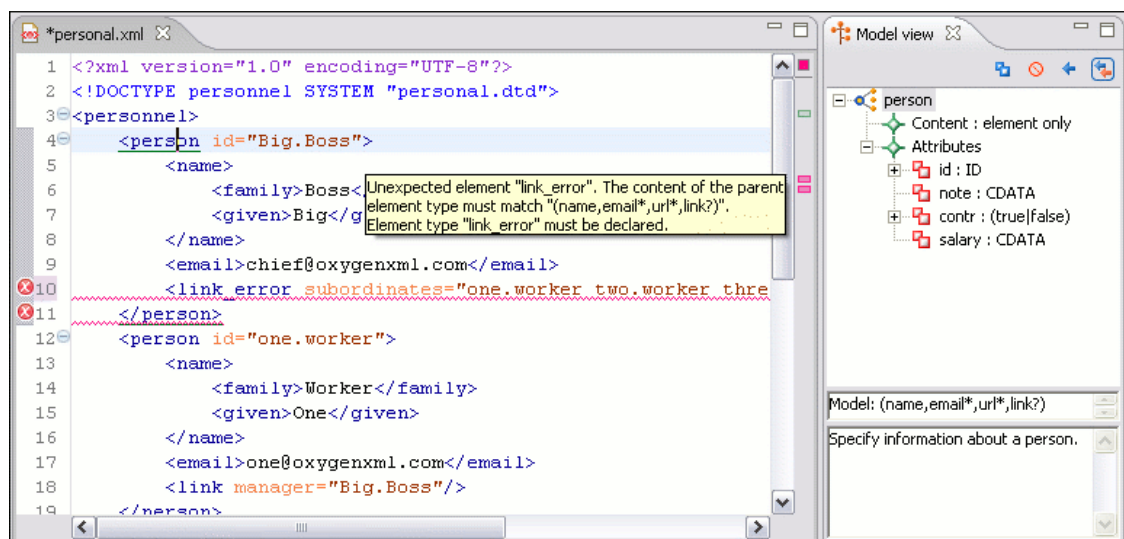 *personal.xml
1 <?xml version="1.0" encoding="UTF-8"?>
2 <!DOCTYPE personnel SYSTEM "personal.dtd">
3 <personnel>
4 <person id="Big.Boss">
5 <name>
6 <family>Boss<
7 <given>Big</g
8 </name>
9 <email>chief@oxygenxml.com</email>
10 <link_error subordinates="one.worker two.worker thre
11 </person>
12 <person id="one.worker">
13 <name>
14 <family>Worker</family>
15 <given>One</given>
16 </name>
17 <email>one@oxygenxml.com</email>
18 <link manager="Big.Boss"/>
19 </person>
Unexpected element "link_error". The content of the parent
element type must match "(name,email*,url*,link?)".
Element type "link_error" must be declared.
Model view
person
Content : element only
Attributes
id : ID
note : CDATA
contr : (true|false)
salary : CDATA
Model: (name,email*,url*,link?)
Specify information about a person.